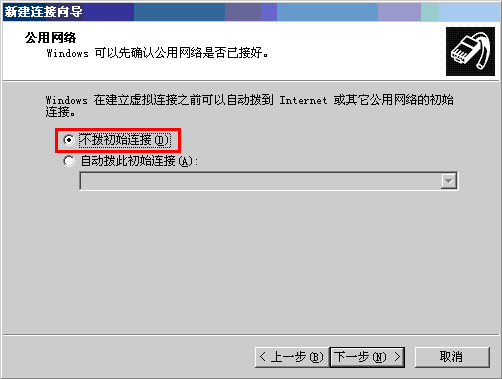 新建连接向导
公用网络
Windows 可以先确认公用网络是否已接好。
Windows 在建立虚拟连接之前可以自动拨到 Internet 或其它公用网络的初始
连接。
不拨初始连接(D)
自动拨此初始连接(A):
< 上一步(B) 下一步(N) > 取消